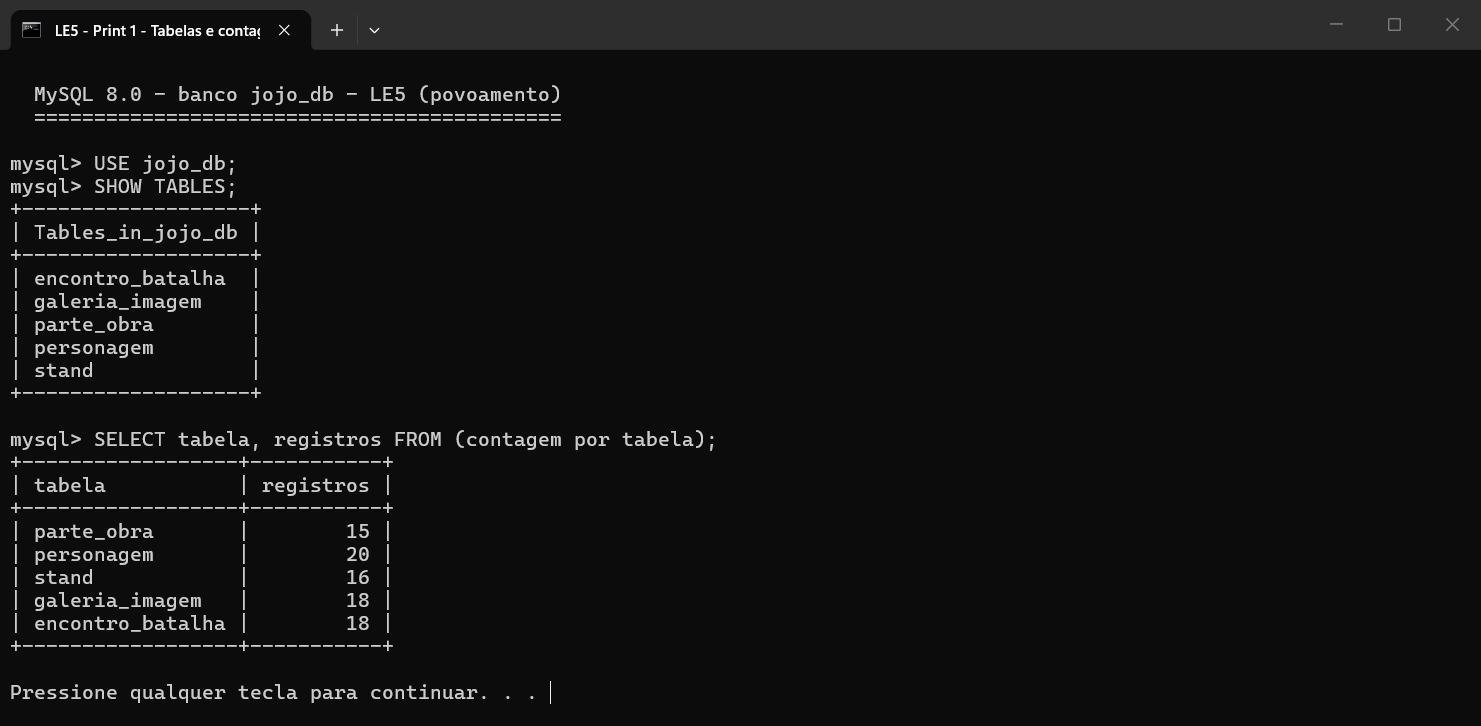 LE5 - Print 1 - Tabelas e contag
MySQL 8.0 - banco jojo_db - LE5 (povoamento)
============================================
mysql> USE jojo_db;
mysql> SHOW TABLES;
+-------------------+
| Tables_in_jojo_db |
+-------------------+
| encontro_batalha  |
| galeria_imagem    |
| parte_obra        |
| personagem        |
| stand             |
+-------------------+
mysql> SELECT tabela, registros FROM (contagem por tabela);
+------------------+-----------+
| tabela           | registros |
+------------------+-----------+
| parte_obra       |        15 |
| personagem       |        20 |
| stand            |        16 |
| galeria_imagem   |        18 |
| encontro_batalha |        18 |
+------------------+-----------+
Pressione qualquer tecla para continuar. . .